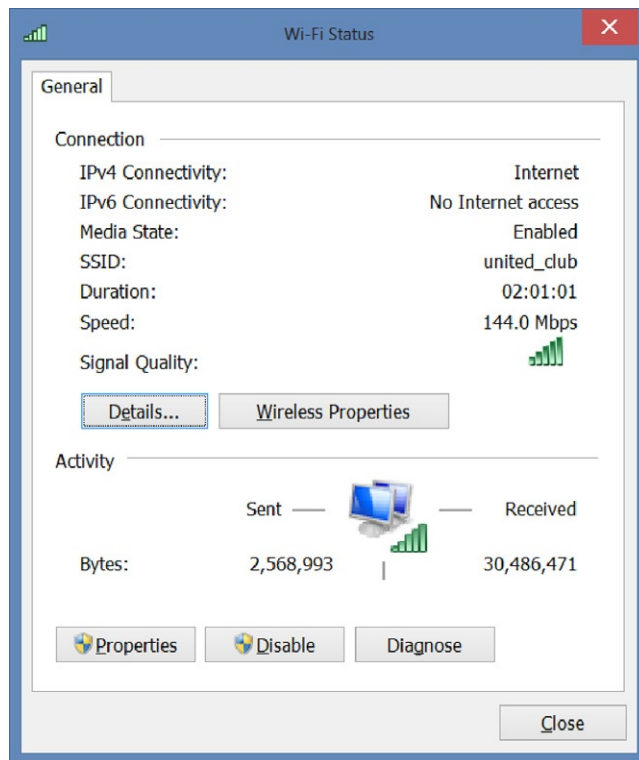 Wi-Fi Status
General
Connection
IPv4 Connectivity: Internet
IPv6 Connectivity: No Internet access
Media State: Enabled
SSID: united_club
Duration: 02:01:01
Speed: 144.0 Mbps
Signal Quality:
Details... Wireless Properties
Activity
Sent Received
Bytes: 2,568,993 30,486,471
Properties Disable Diagnose
Close